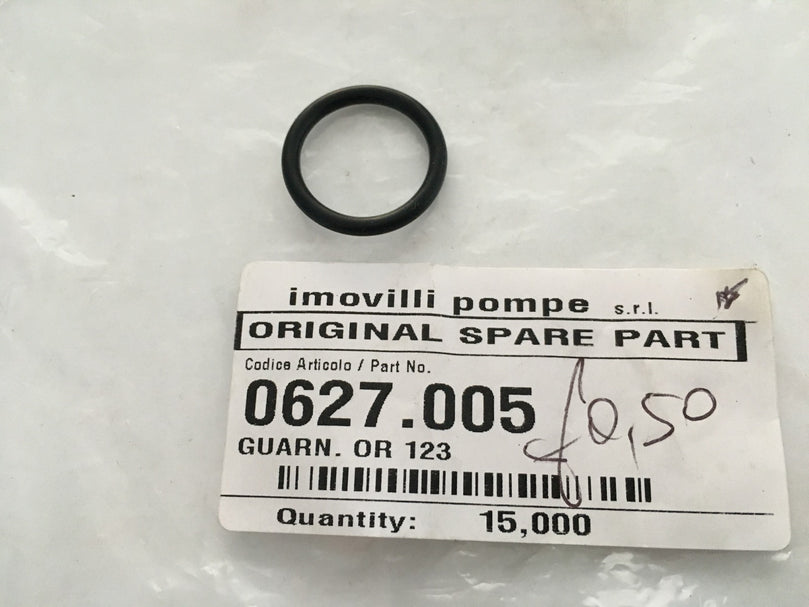 imovilli pompe s.r.l.
ORIGINAL SPARE PART
Codice Articolo / Part No.
0627.005
£0,50
GUARN. OR 123
Quantity: 15,000